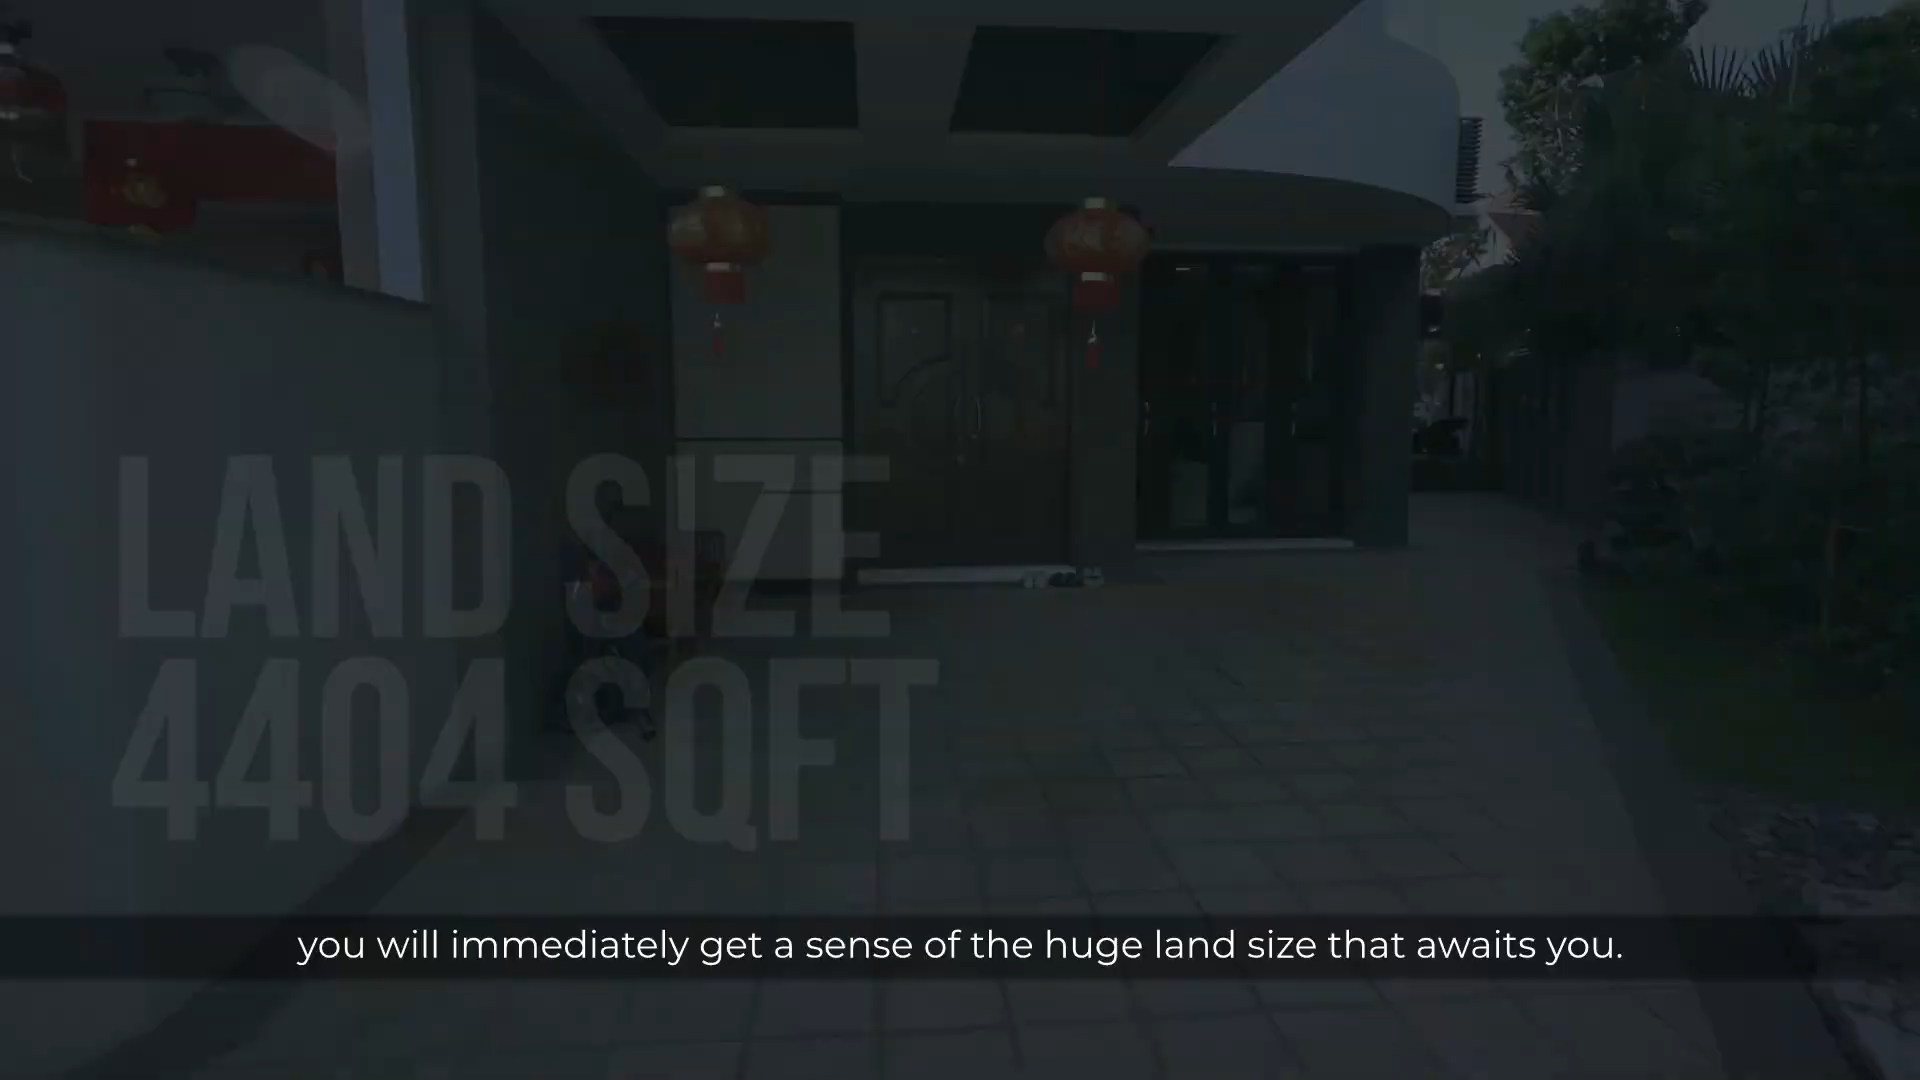 LAND SIZE
4404 SQFT
you will immediately get a sense of the huge land size that awaits you.